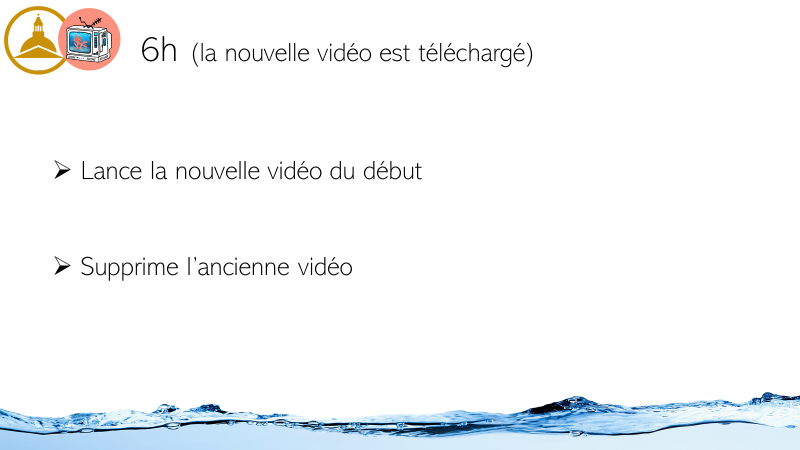 6h (la nouvelle vidéo est téléchargé)
➢ Lance la nouvelle vidéo du début
➢ Supprime l'ancienne vidéo